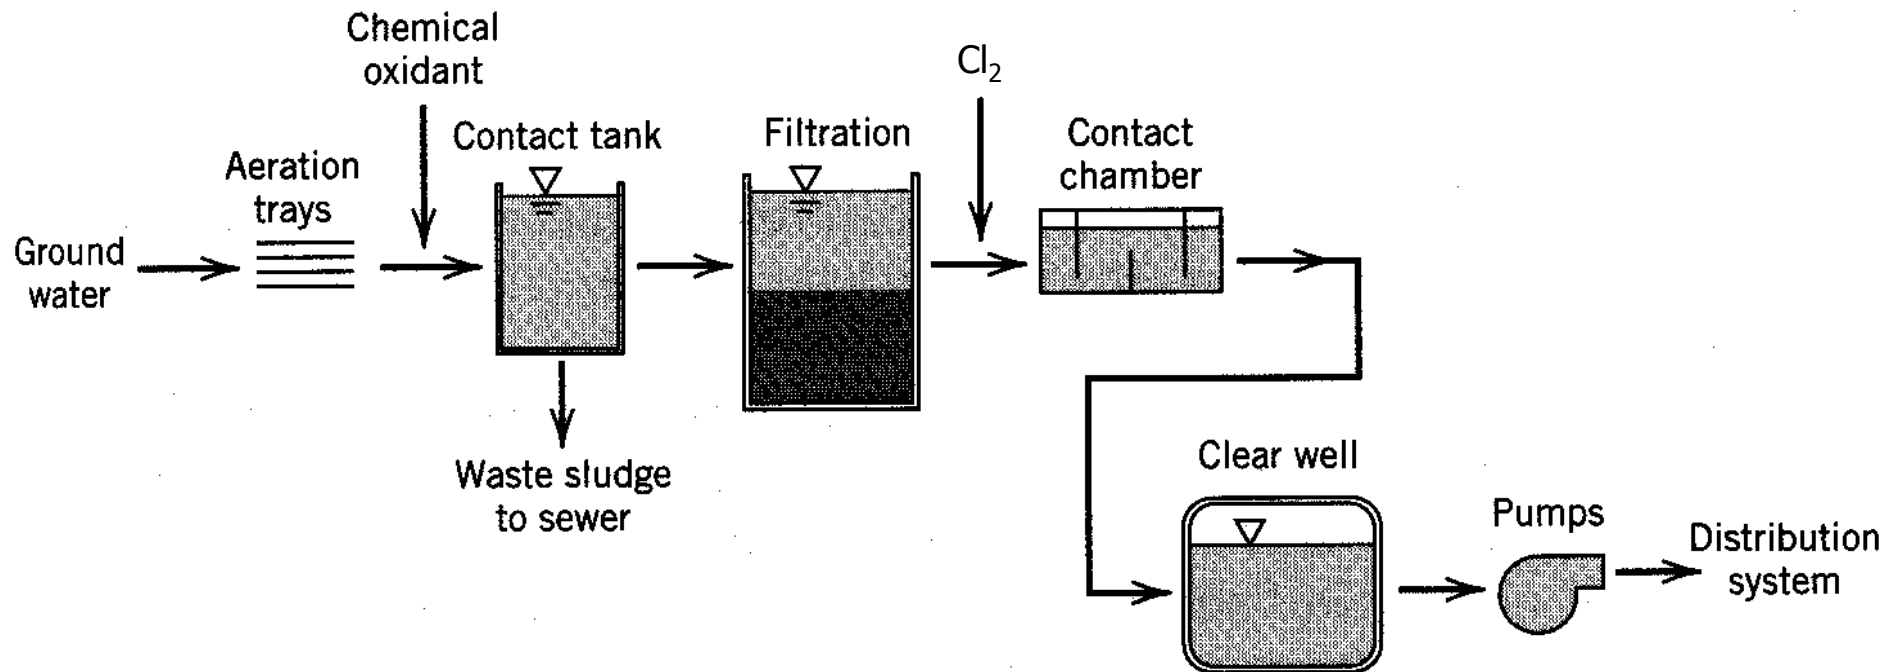 Chemical
oxidant
Cl₂
Contact tank
Filtration
Contact
chamber
Aeration
trays
Ground
water
Waste sludge
to sewer
Clear well
Pumps
Distribution
system